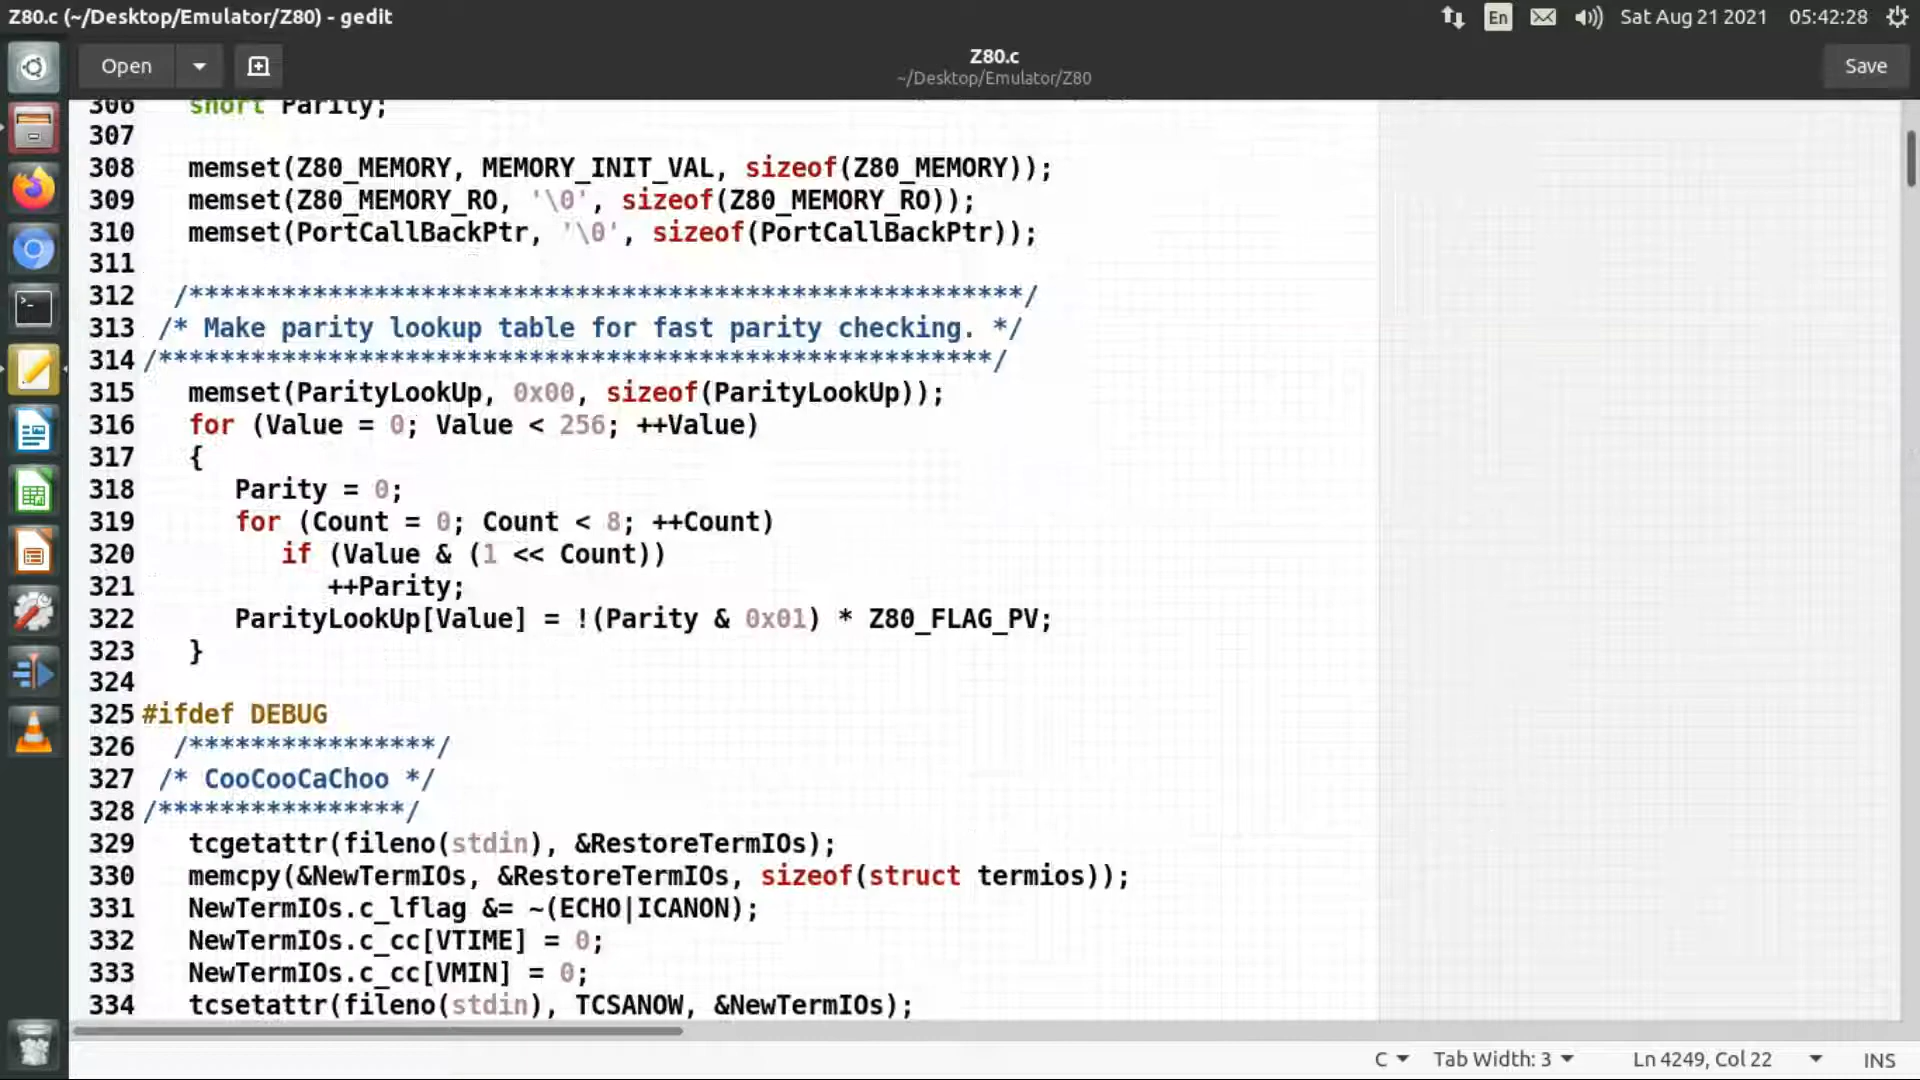 Z80.c (~/Desktop/Emulator/Z80) - gedit
En
Sat Aug 21 2021
05:42:28
Open
Z80.c
~/Desktop/Emulator/Z80
Save
306    short Parity;
307
308    memset(Z80_MEMORY, MEMORY_INIT_VAL, sizeof(Z80_MEMORY));
309    memset(Z80_MEMORY_RO, '\0', sizeof(Z80_MEMORY_RO));
310    memset(PortCallBackPtr, '\0', sizeof(PortCallBackPtr));
311
312   /******************************************************/
313  /* Make parity lookup table for fast parity checking. */
314 /******************************************************/
315    memset(ParityLookUp, 0x00, sizeof(ParityLookUp));
316    for (Value = 0; Value < 256; ++Value)
317    {
318       Parity = 0;
319       for (Count = 0; Count < 8; ++Count)
320          if (Value & (1 << Count))
321             ++Parity;
322       ParityLookUp[Value] = !(Parity & 0x01) * Z80_FLAG_PV;
323    }
324
325 #ifdef DEBUG
326   /****************/
327  /* CooCooCaChoo */
328 /****************/
329    tcgetattr(fileno(stdin), &RestoreTermIOs);
330    memcpy(&NewTermIOs, &RestoreTermIOs, sizeof(struct termios));
331    NewTermIOs.c_lflag &= ~(ECHO|ICANON);
332    NewTermIOs.c_cc[VTIME] = 0;
333    NewTermIOs.c_cc[VMIN] = 0;
334    tcsetattr(fileno(stdin), TCSANOW, &NewTermIOs);
C
Tab Width: 3
Ln 4249, Col 22
INS